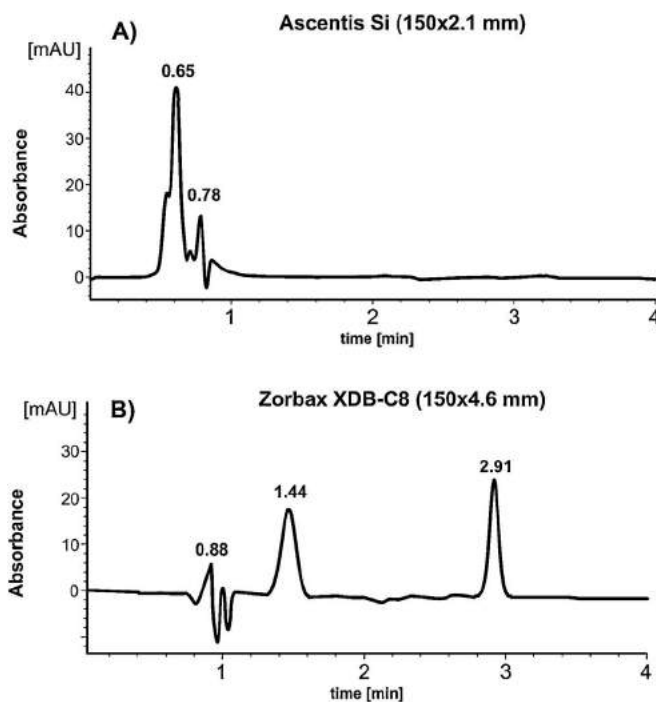 A)
Ascentis Si (150x2.1 mm)
[mAU]
0.65
40
30
0.78
20
10
0
Absorbance
1 2 3 4
time [min]
B)
Zorbax XDB-C8 (150x4.6 mm)
[mAU]
30
2.91
20
1.44
10
0.88
0
Absorbance
1 2 3 4
time [min]